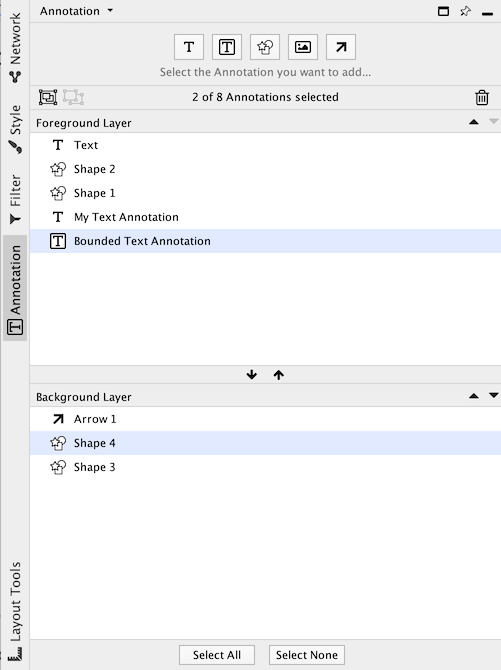 Annotation
Select the Annotation you want to add...
2 of 8 Annotations selected
Foreground Layer
Text
Shape 2
Shape 1
My Text Annotation
Bounded Text Annotation
Background Layer
Arrow 1
Shape 4
Shape 3
Select All
Select None
Network
Style
Filter
Annotation
Layout Tools